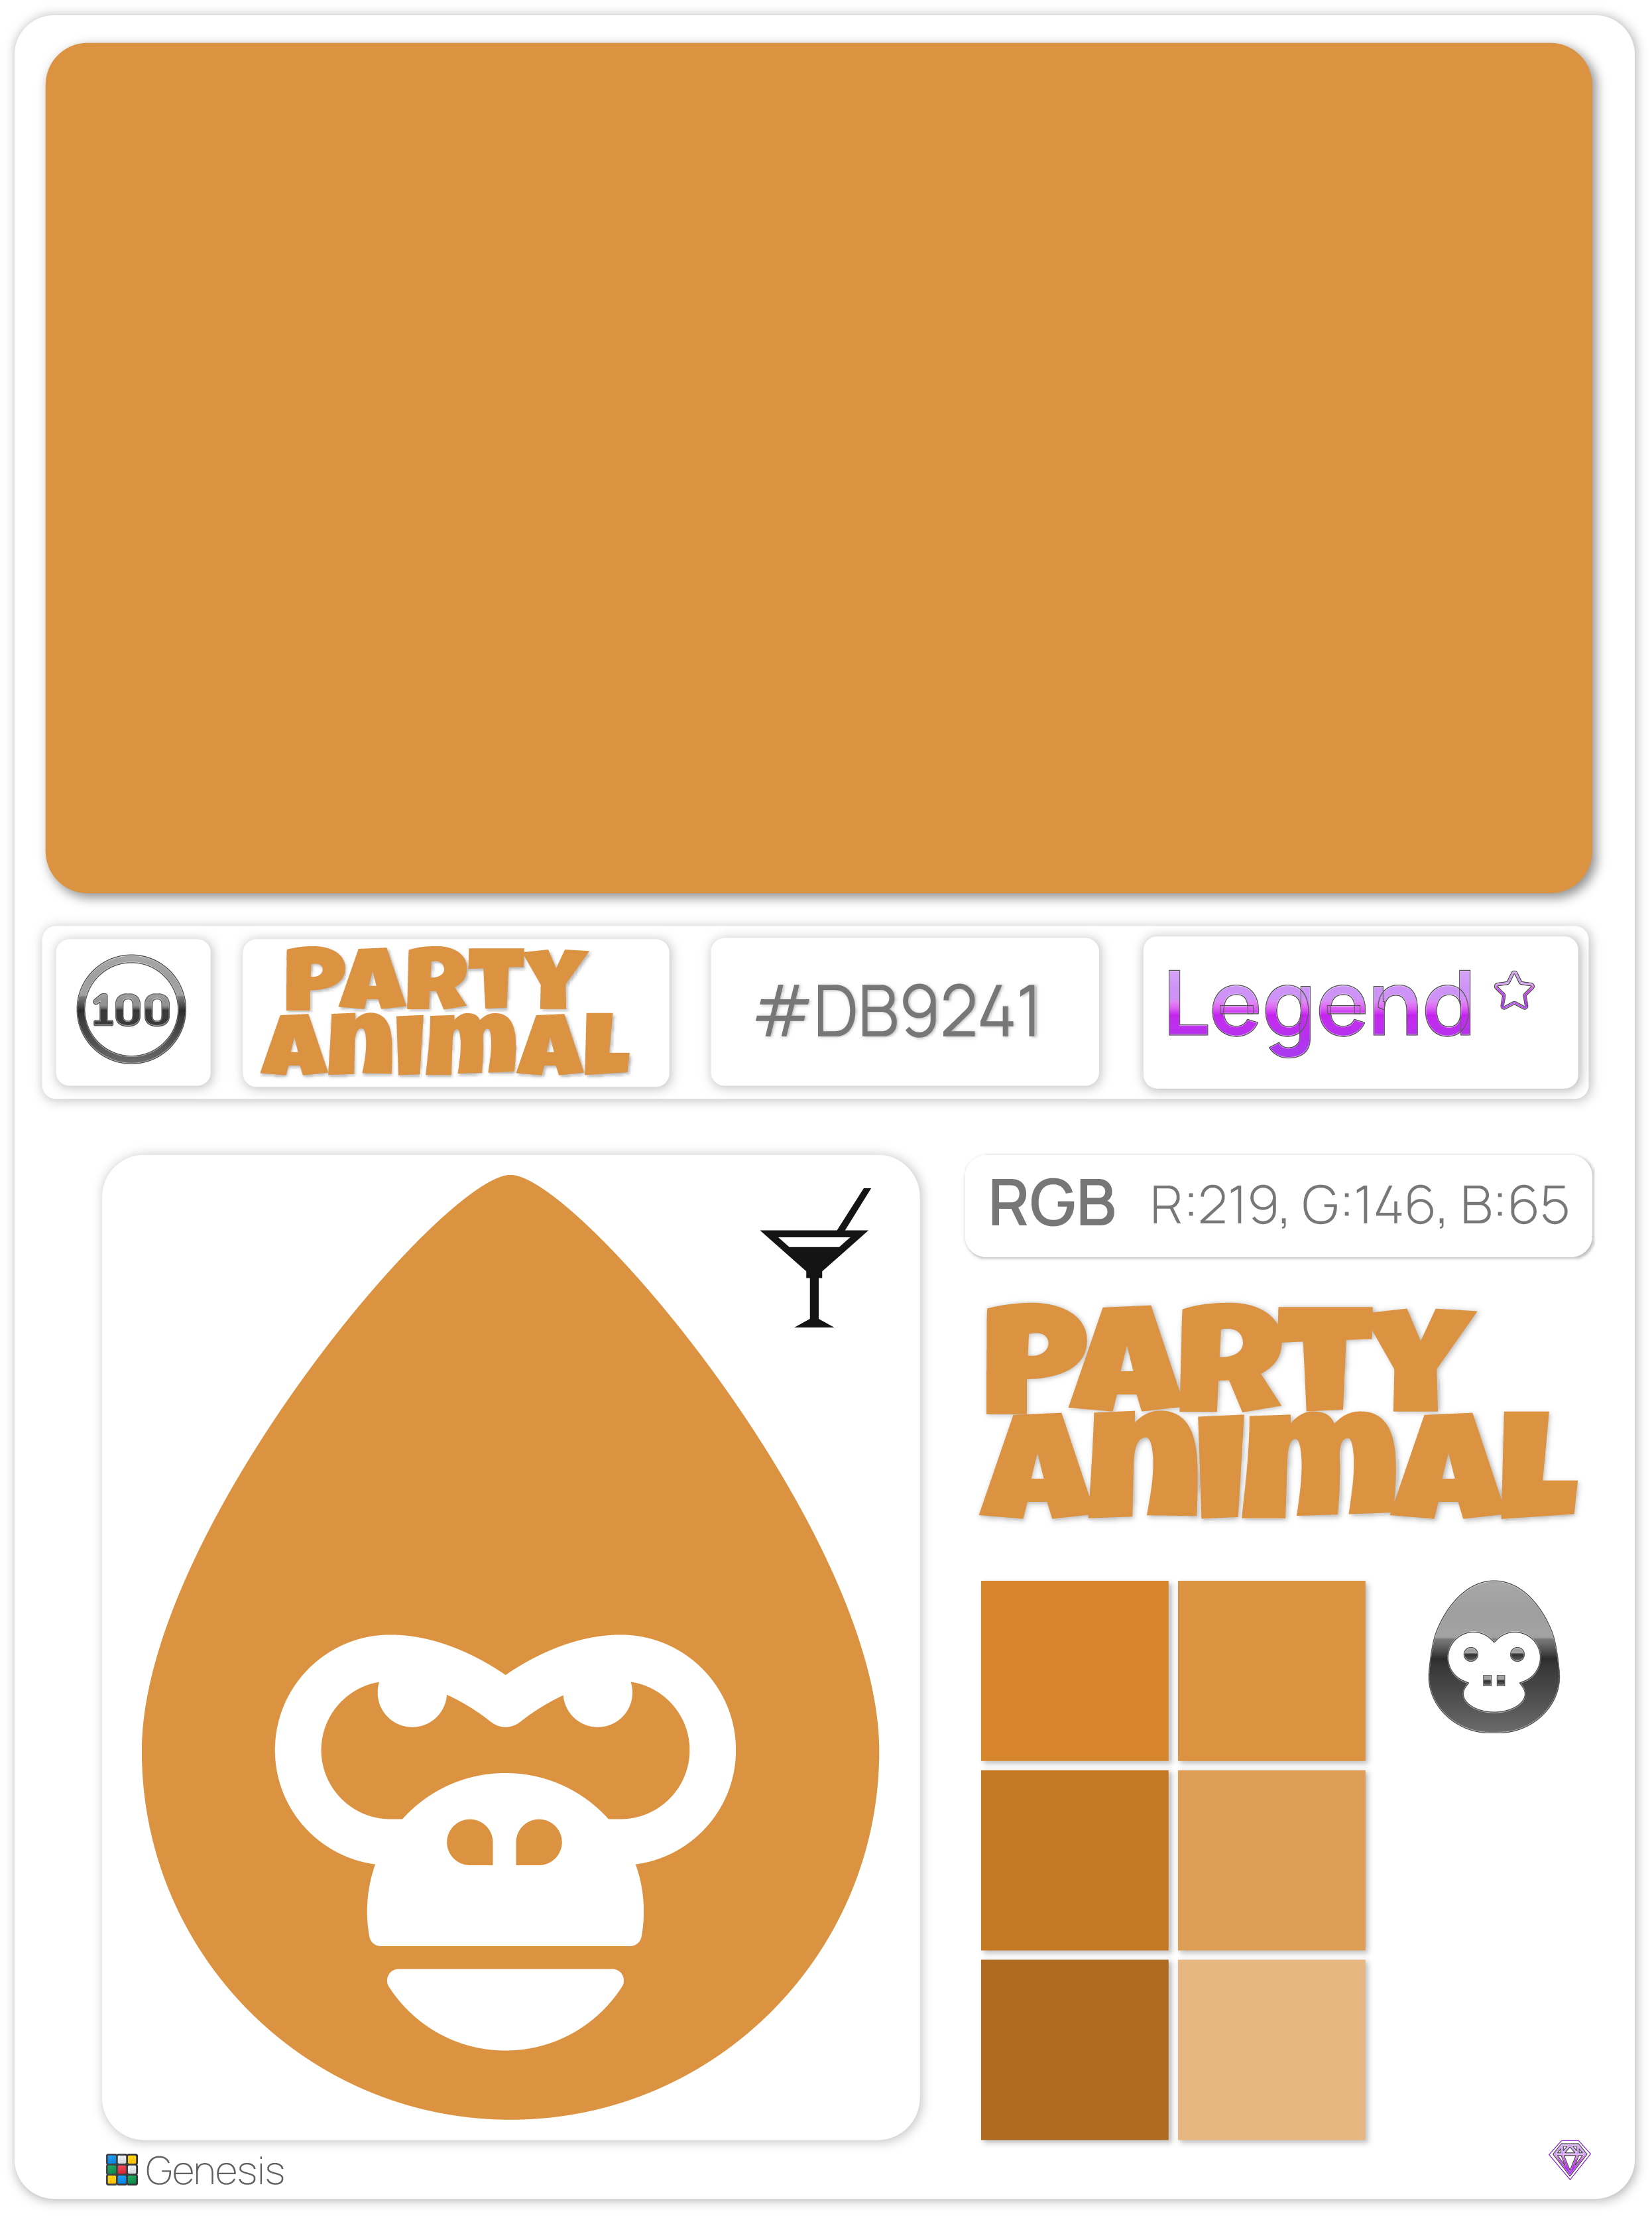 100
PARTY
ANIMAL
#DB9241
Legend
RGB R:219, G:146, B:65
PARTY
ANIMAL
Genesis